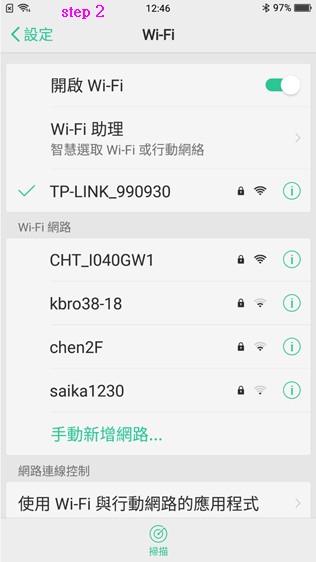 step 2
12:46
97%
設定
Wi-Fi
開啟 Wi-Fi
Wi-Fi 助理
智慧選取 Wi-Fi 或行動網絡
TP-LINK_990930
Wi-Fi 網路
CHT_I040GW1
kbro38-18
chen2F
saika1230
手動新增網路...
網路連線控制
使用 Wi-Fi 與行動網路的應用程式
掃描